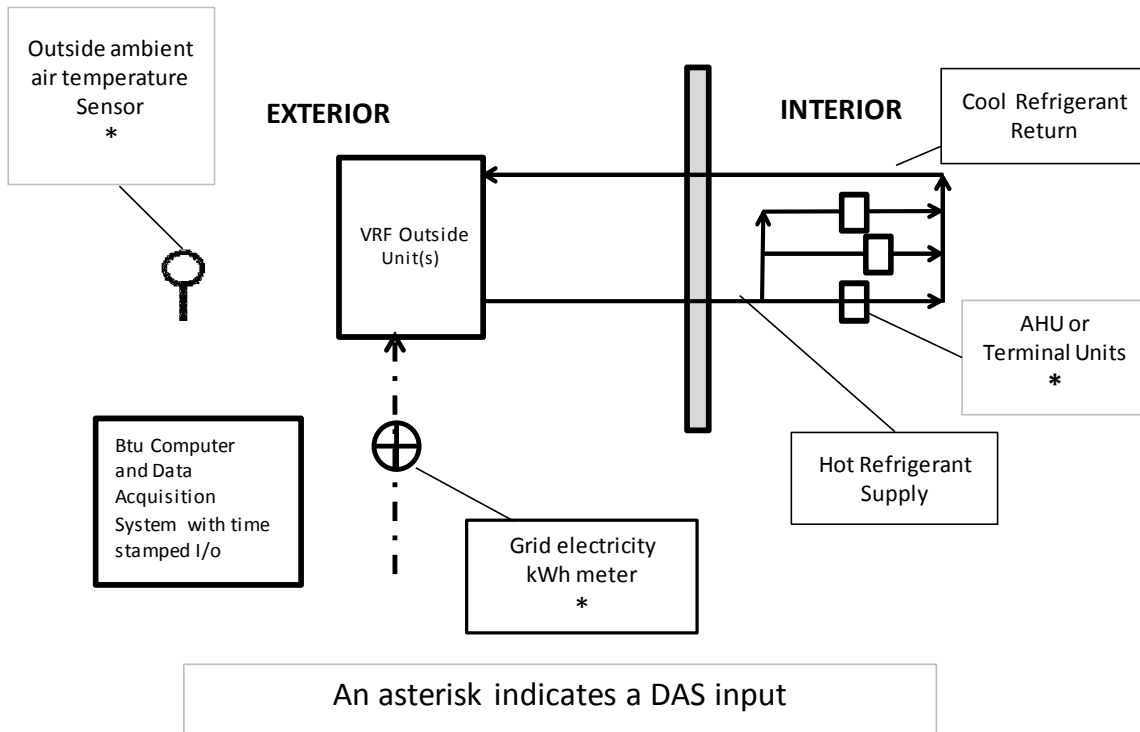 Outside ambient
air temperature
Sensor
*
EXTERIOR
INTERIOR
Cool Refrigerant
Return
VRF Outside
Unit(s)
AHU or
Terminal Units
*
Btu Computer
and Data
Acquisition
System with time
stamped I/o
Hot Refrigerant
Supply
Grid electricity
kWh meter
*
An asterisk indicates a DAS input